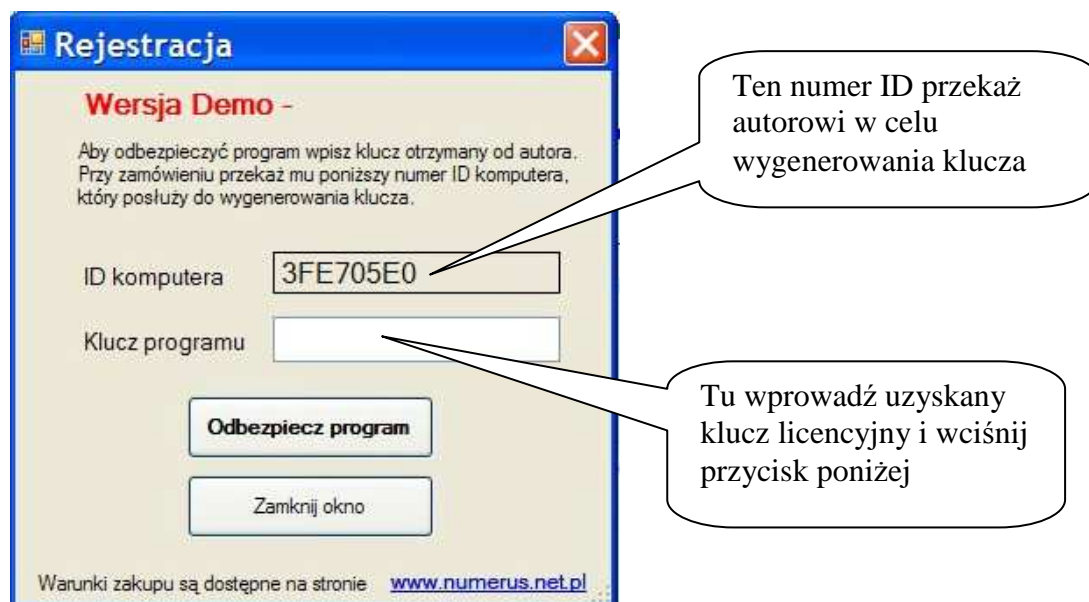 Rejestracja
Wersja Demo -
Aby odbezpieczyć program wpisz klucz otrzymany od autora.
Przy zamówieniu przekaż mu poniższy numer ID komputera,
który posłuży do wygenerowania klucza.
ID komputera 3FE705E0
Klucz programu
Odbezpiecz program
Zamknij okno
Warunki zakupu są dostępne na stronie www.numerus.net.pl
Ten numer ID przekaż
autorowi w celu
wygenerowania klucza
Tu wprowadź uzyskany
klucz licencyjny i wciśnij
przycisk poniżej